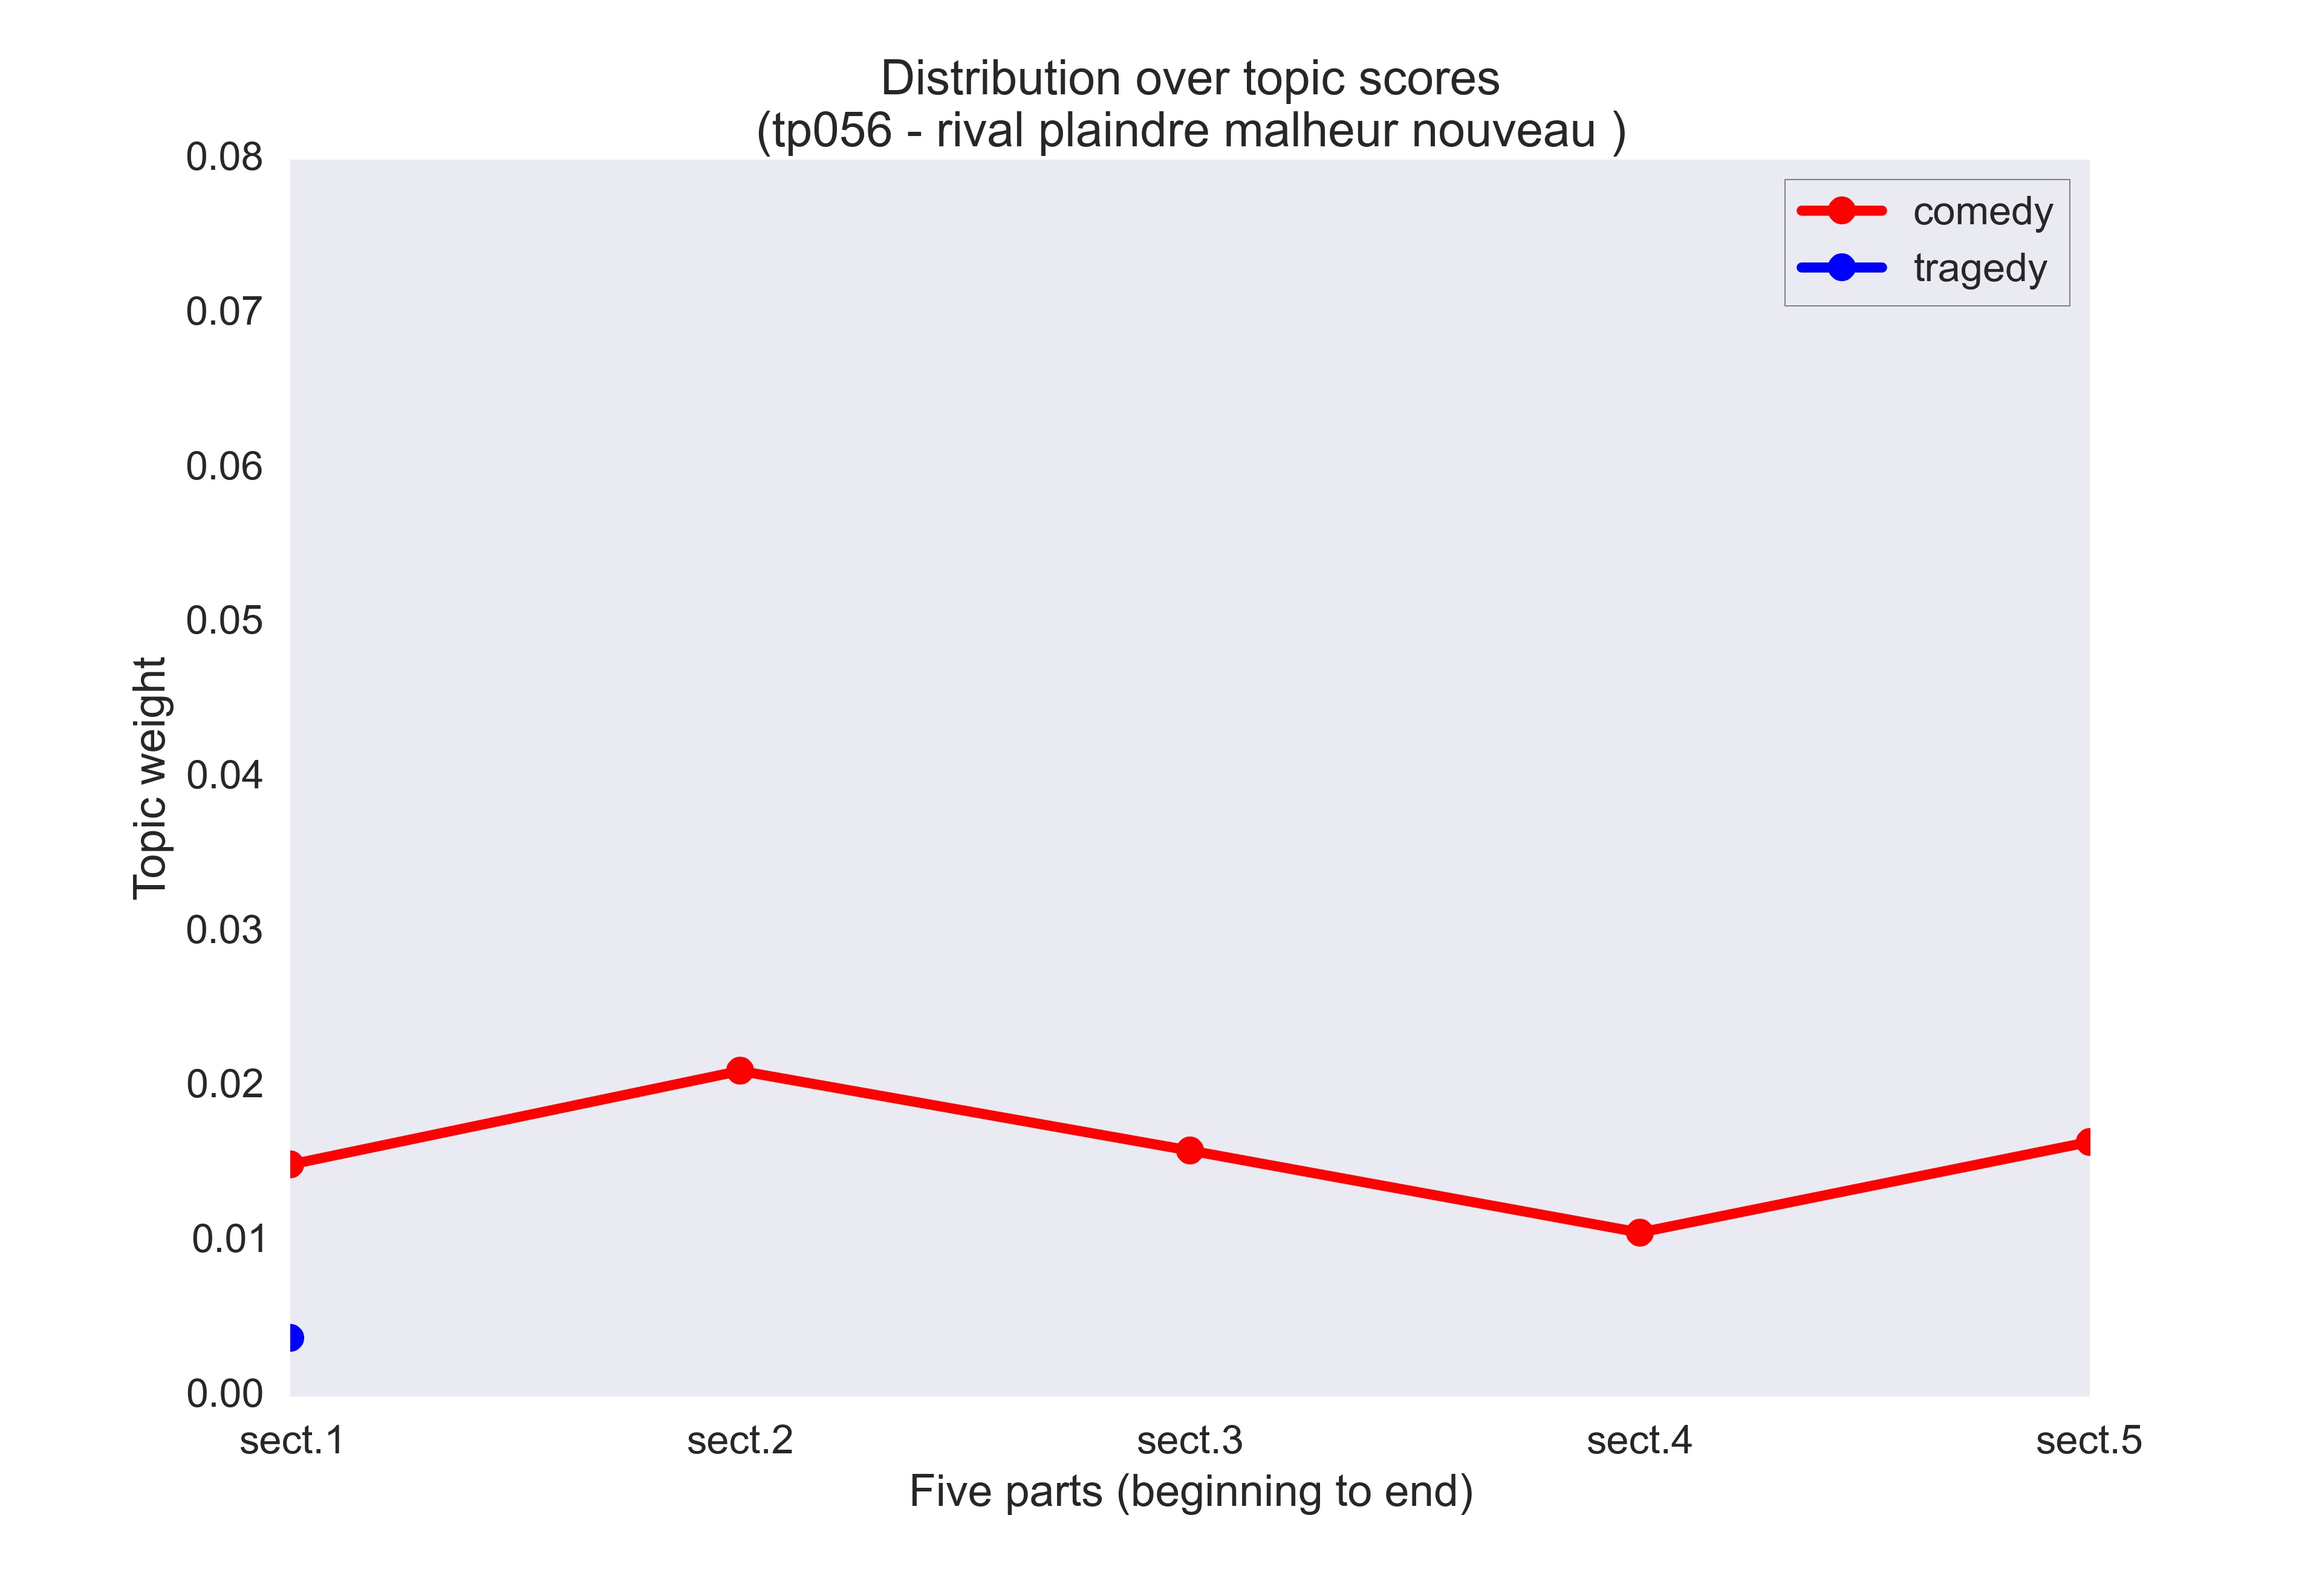 Distribution over topic scores
(tp056 - rival plaindre malheur nouveau )
comedy
tragedy
Topic weight
0.08
0.07
0.06
0.05
0.04
0.03
0.02
0.01
0.00
sect.1
sect.2
sect.3
sect.4
sect.5
Five parts (beginning to end)